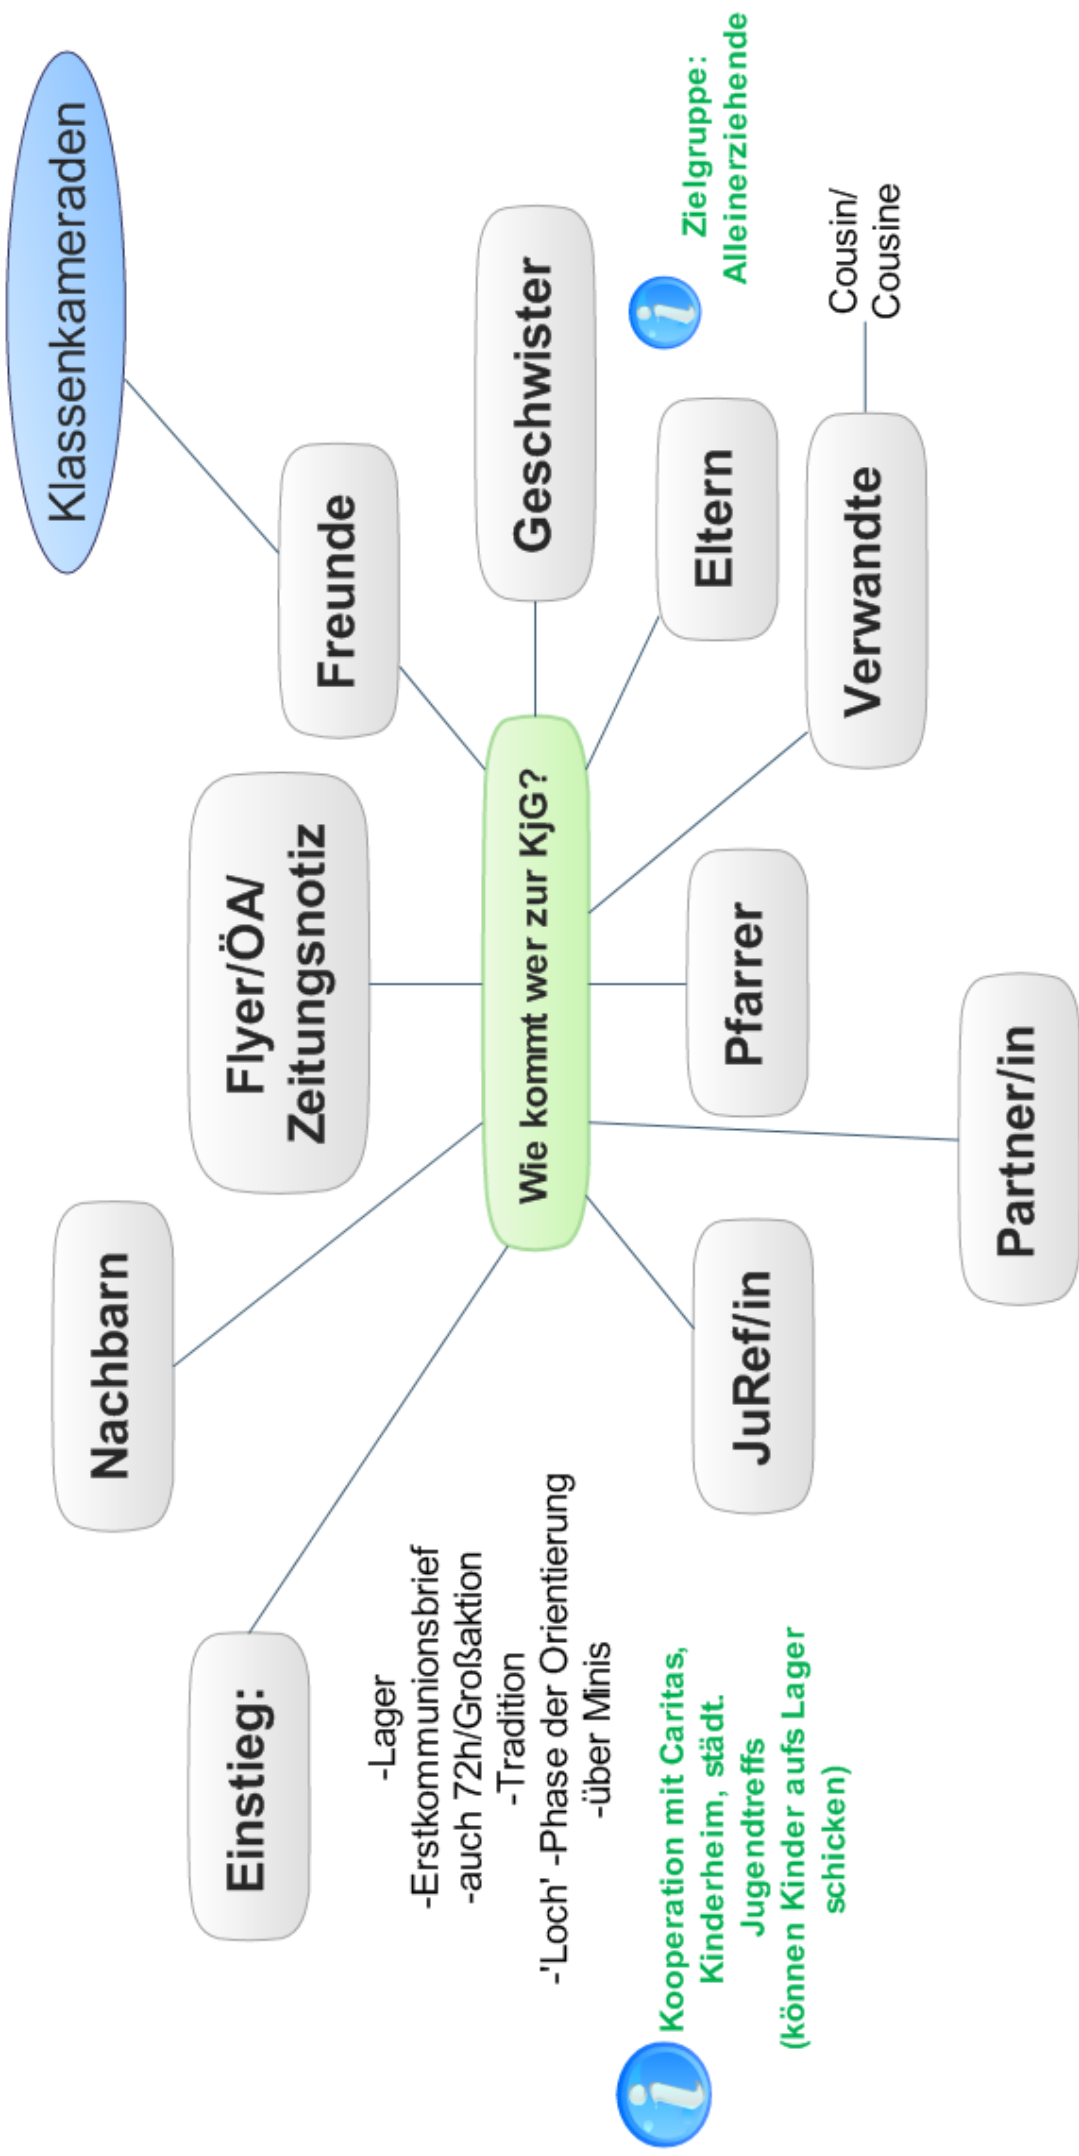 Klassenkameraden
Nachbarn
Flyer/ÖA/
Zeitungsnotiz
Freunde
Einstieg:
-Lager
-Erstkommunionsbrief
-auch 72h/Großaktion
-Tradition
-'Loch' -Phase der Orientierung
-über Minis
Wie kommt wer zur KjG?
Geschwister
Kooperation mit Caritas,
Kinderheim, städt.
Jugendtreffs
(können Kinder aufs Lager
schicken)
JuRef/in
Pfarrer
Eltern
Zielgruppe:
Alleinerziehende
Verwandte
Cousin/
Cousine
Partner/in